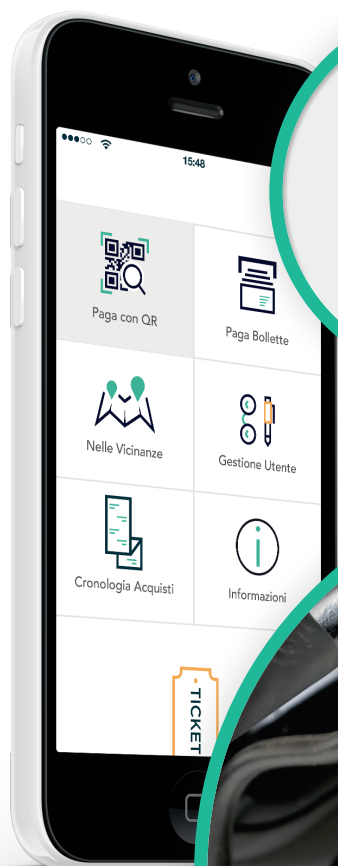 15:48
Paga con QR
Paga Bollette
Nelle Vicinanze
Gestione Utente
Cronologia Acquisti
Informazioni
TICKET